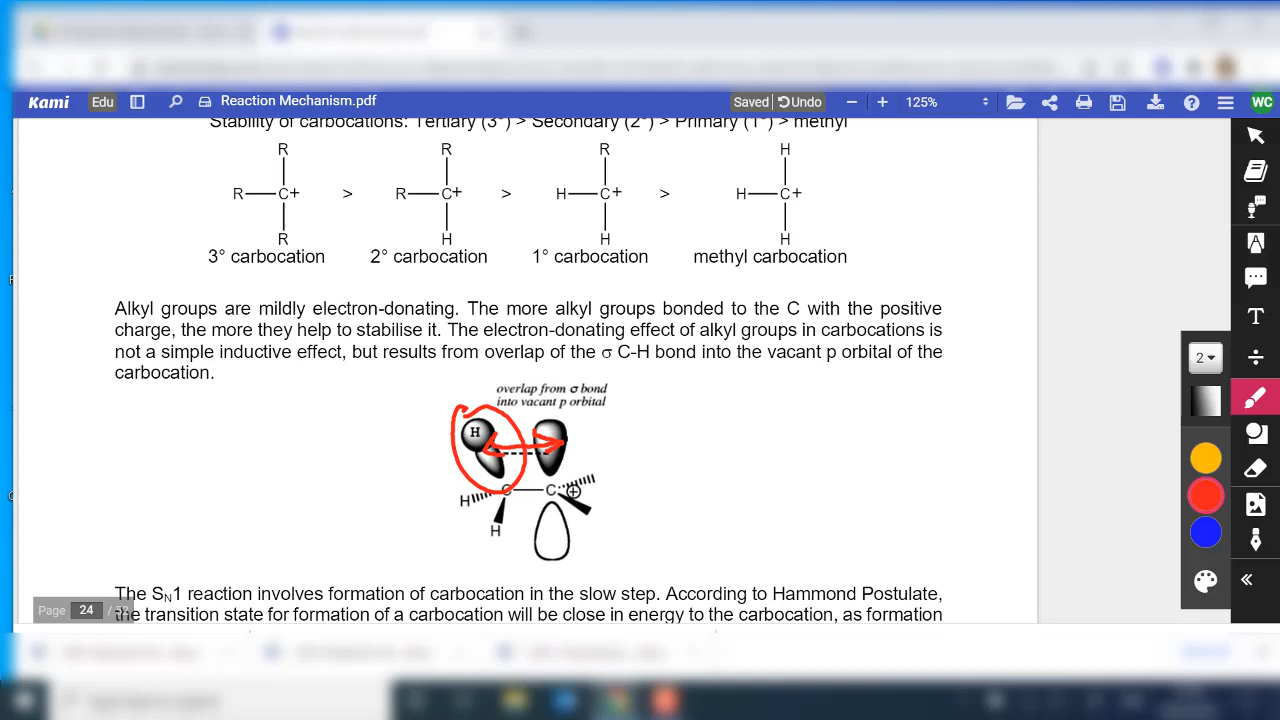 Kami Edu Reaction Mechanism.pdf Saved Undo 125% WC
Stability of carbocations: Tertiary (3°) > Secondary (2°) > Primary (1°) > methyl
R R R H
R C+ > R C+ > H C+ > H C+
R H H H
3° carbocation 2° carbocation 1° carbocation methyl carbocation
Alkyl groups are mildly electron-donating. The more alkyl groups bonded to the C with the positive
charge, the more they help to stabilise it. The electron-donating effect of alkyl groups in carbocations is
not a simple inductive effect, but results from overlap of the σ C-H bond into the vacant p orbital of the
carbocation.
overlap from σ bond
into vacant p orbital
H
H C C +
H
The SN1 reaction involves formation of carbocation in the slow step. According to Hammond Postulate,
Page 24 / 52
the transition state for formation of a carbocation will be close in energy to the carbocation, as formation
2
A
T